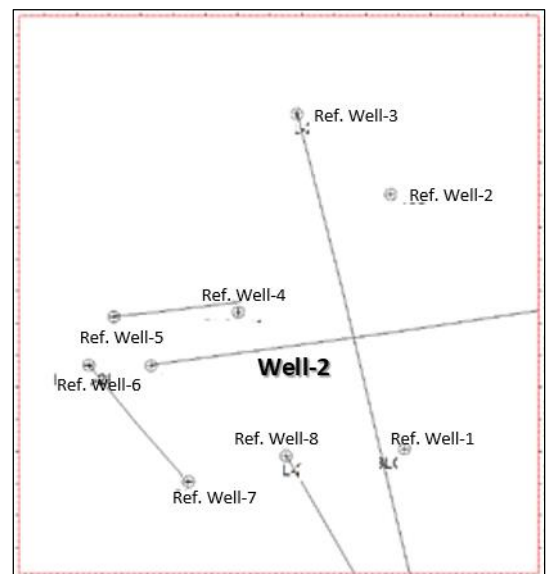 Ref. Well-3
Ref. Well-2
Ref. Well-4
Ref. Well-5
Well-2
Ref. Well-6
Ref. Well-8
Ref. Well-1
Ref. Well-7